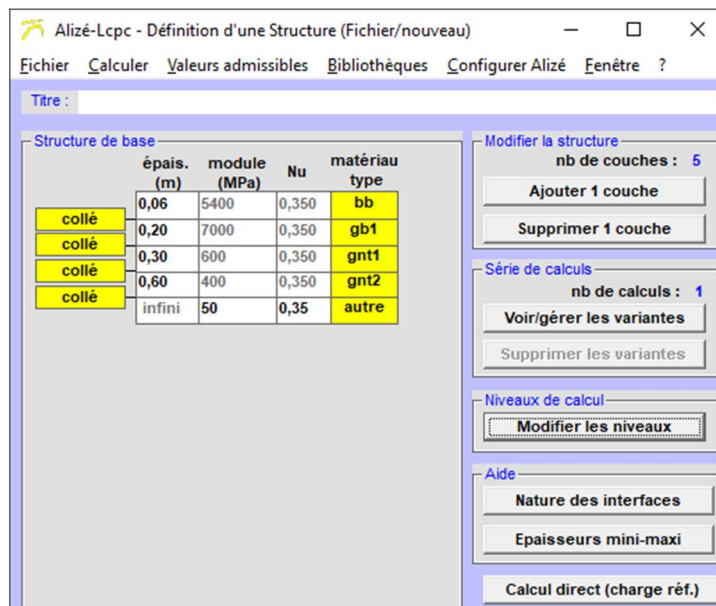 Alizé-Lcpc - Définition d'une Structure (Fichier/nouveau)
Fichier Calculer Valeurs admissibles Bibliothèques Configurer Alizé Fenêtre ?
Titre :
Structure de base
épais. (m) module (MPa) Nu matériau type
0,06 5400 0,350 bb
collé
0,20 7000 0,350 gb1
collé
0,30 600 0,350 gnt1
collé
0,60 400 0,350 gnt2
collé
infini 50 0,35 autre
Modifier la structure
nb de couches : 5
Ajouter 1 couche
Supprimer 1 couche
Série de calculs
nb de calculs : 1
Voir/gérer les variantes
Supprimer les variantes
Niveaux de calcul
Modifier les niveaux
Aide
Nature des interfaces
Epaisseurs mini-maxi
Calcul direct (charge réf.)